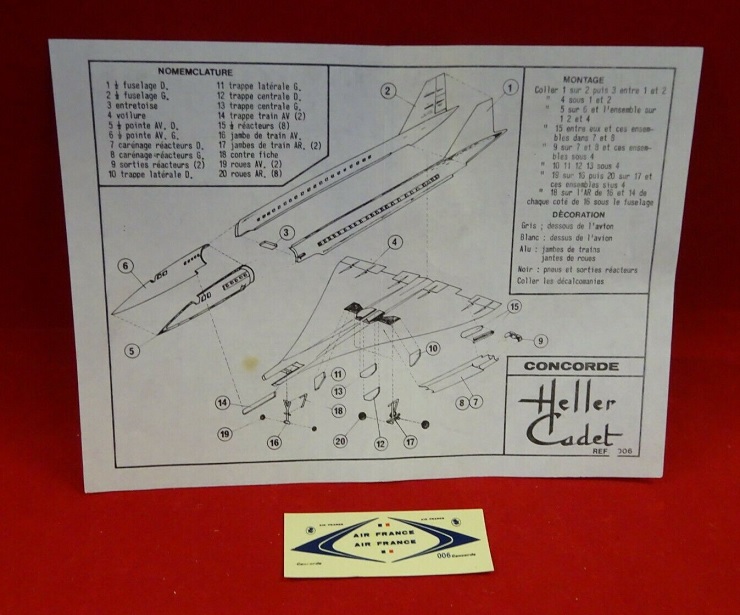 NOMENCLATURE
1 ½ fuselage D.
2 ½ fuselage G.
3 entretoise
4 voilure
5 ½ pointe AV. D.
6 ½ pointe AV. G.
7 carénage réacteurs D.
8 carénage réacteurs G.
9 sorties réacteurs (2)
10 trappe latérale D.
11 trappe latérale G.
12 trappe centrale D.
13 trappe centrale G.
14 trappe train AV (2)
15 ½ réacteurs (8)
16 jambe de train AV.
17 jambes de train AR. (2)
18 contre fiche
19 roues AV. (2)
20 roues AR. (8)
MONTAGE
Coller 1 sur 2 puis 3 entre 1 et 2
" 4 sous 1 et 2
" 5 sur 6 et l'ensemble sur
1 2 et 4
" 15 entre eux et ces ensem-
bles dans 7 et 8
" 9 sur 7 et 8 et ces ensem-
bles sous 4
" 10 11 12 13 sous 4
" 19 sur 16 puis 20 sur 17 et
ces ensembles sous 4
" 18 sur l'AR de 16 et 14 de
chaque coté de 16 sous le fuselage
DÉCORATION
Gris : dessous de l'avion
Blanc : dessus de l'avion
Alu : jambes de trains
jantes de roues
Noir : pneus et sorties réacteurs
Coller les décalcomanies
2
1
3
4
6
5
15
9
10
11
13
8
7
14
18
19
16
20
12
17
CONCORDE
Heller
Cadet
REF. 006
AIR FRANCE
AIR FRANCE
AIR FRANCE
AIR FRANCE
Concorde
006 Concorde